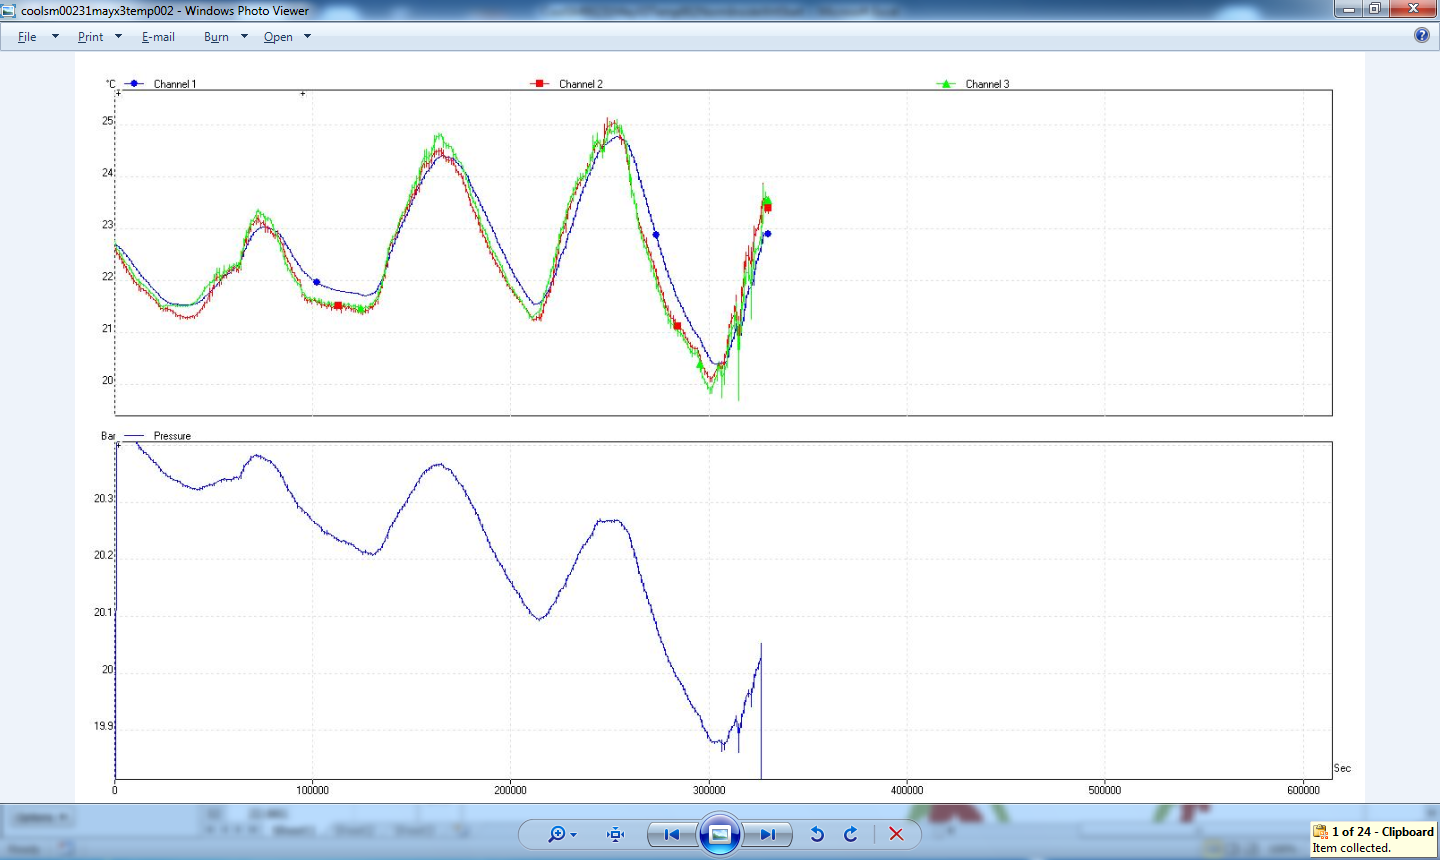 coolsm00231mayx3temp002 - Windows Photo Viewer
File Print E-mail Burn Open
°C Channel 1 Channel 2 Channel 3
25
24
23
22
21
20
Bar Pressure
20.3
20.2
20.1
20
19.9
Sec
0 100000 200000 300000 400000 500000 600000
1 of 24 - Clipboard
Item collected.